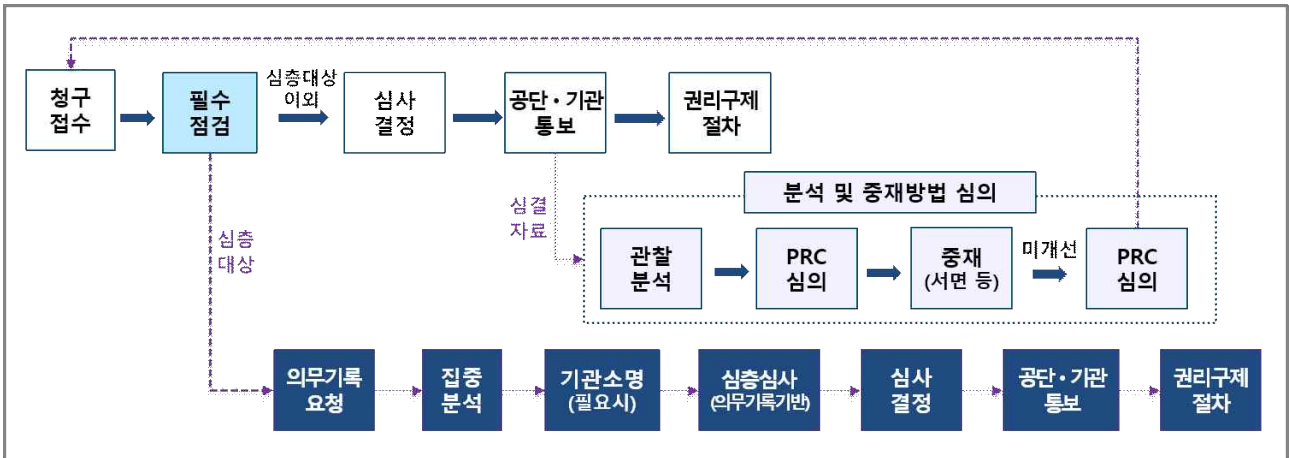 청구
접수
필수
점검
심층대상
이외
심사
결정
공단・기관
통보
권리구제
절차
심층
대상
심결
자료
분석 및 중재방법 심의
관찰
분석
PRC
심의
중재
(서면 등)
미개선
PRC
심의
의무기록
요청
집중
분석
기관소명
(필요시)
심층심사
(의무기록기반)
심사
결정
공단・기관
통보
권리구제
절차